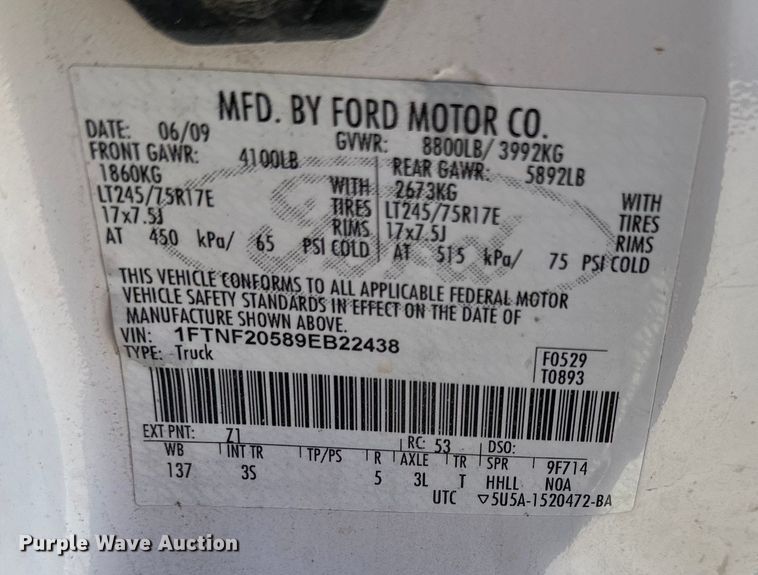 MFD. BY FORD MOTOR CO.
DATE: 06/09 GVWR: 8800LB/ 3992KG
FRONT GAWR: 4100LB REAR GAWR: 5892LB
1860KG WITH 2673KG WITH
LT245/75R17E TIRES LT245/75R17E TIRES
17x7.5J RIMS 17x7.5J RIMS
AT 450 kPa/ 65 PSI COLD AT 515 kPa/ 75 PSI COLD
Ford
THIS VEHICLE CONFORMS TO ALL APPLICABLE FEDERAL MOTOR
VEHICLE SAFETY STANDARDS IN EFFECT ON THE DATE OF
MANUFACTURE SHOWN ABOVE.
VIN: 1FTNF20589EB22438
TYPE: Truck
F0529
T0893
EXT PNT: Z1 RC: 53 DSO:
WB INT TR TP/PS R AXLE TR SPR 9F714
137 3S 5 3L T HHLL NOA
UTC ▽5U5A-1520472-BA
Purple Wave Auction